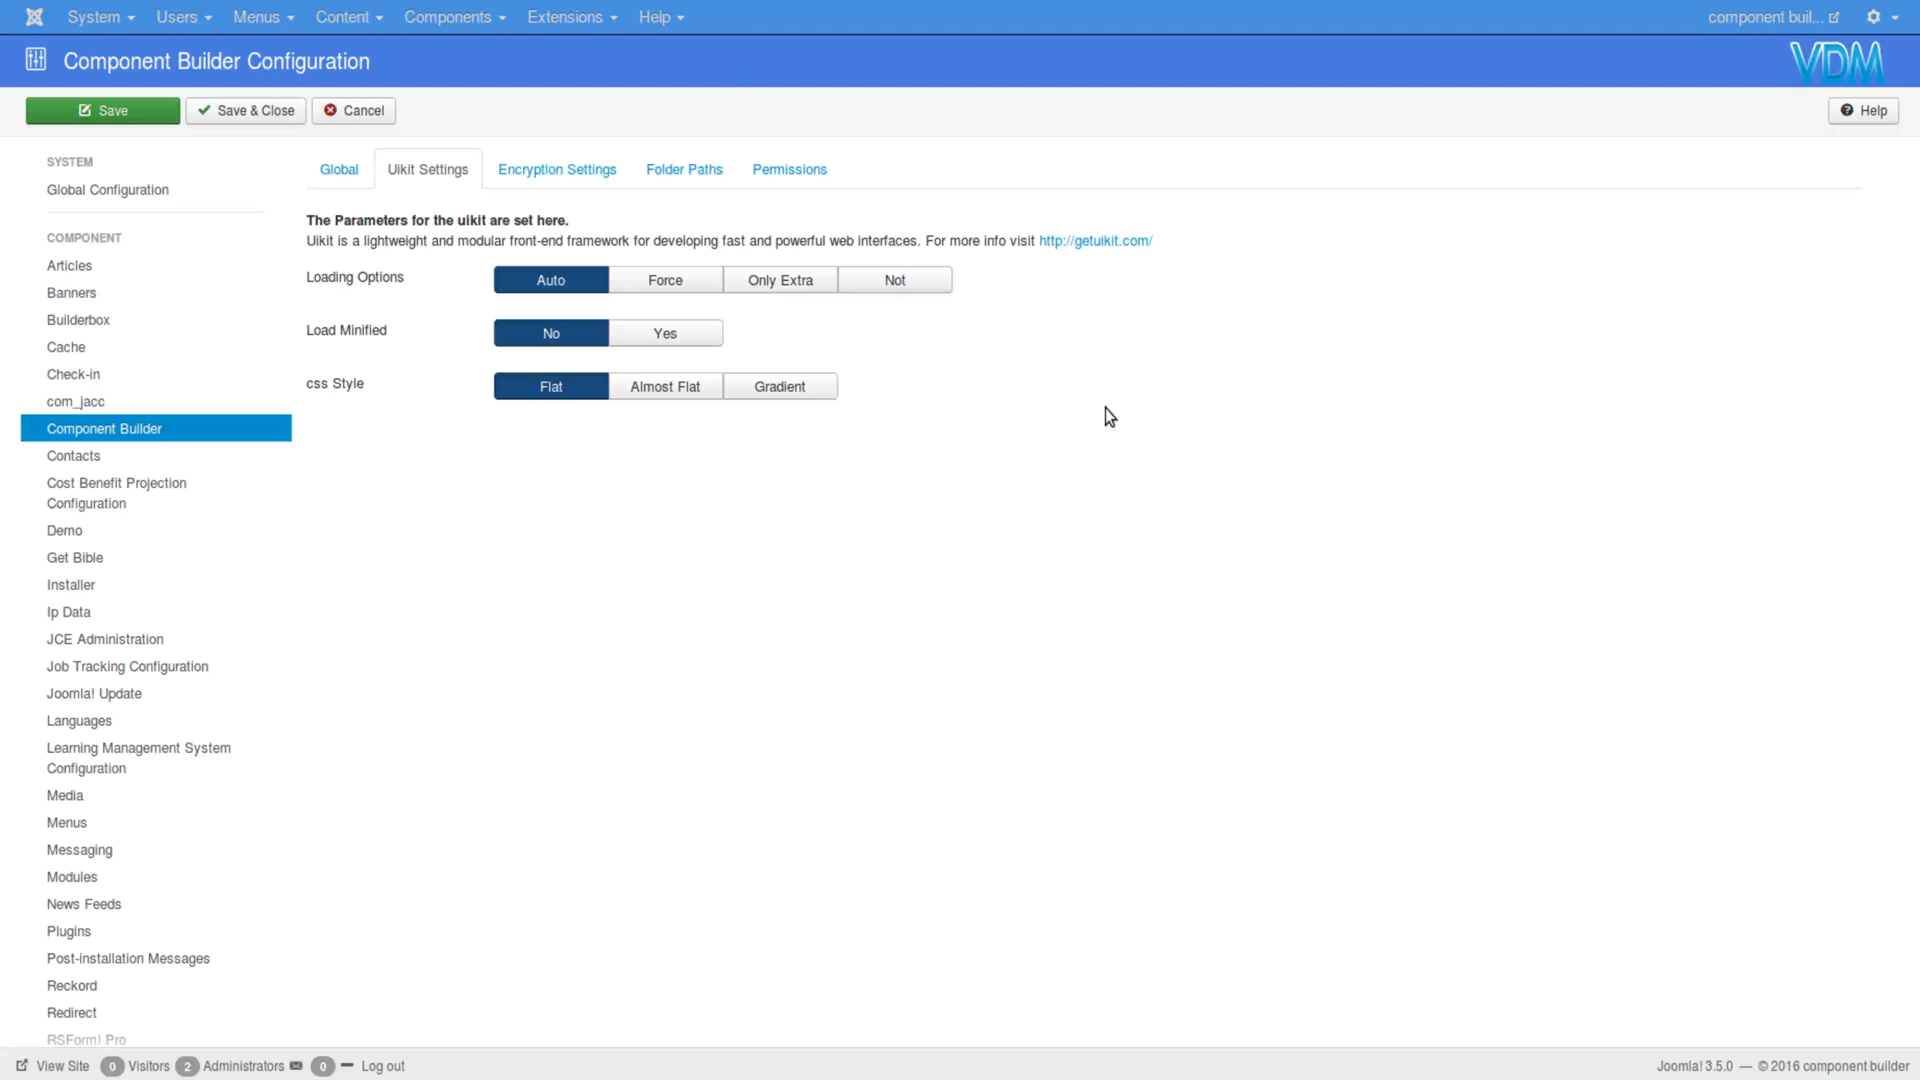 System Users Menus Content Components Extensions Help component buil...
Component Builder Configuration VDM
Save Save & Close Cancel Help
SYSTEM
Global Configuration
COMPONENT
Articles
Banners
Builderbox
Cache
Check-in
com_jacc
Component Builder
Contacts
Cost Benefit Projection
Configuration
Demo
Get Bible
Installer
Ip Data
JCE Administration
Job Tracking Configuration
Joomla! Update
Languages
Learning Management System
Configuration
Media
Menus
Messaging
Modules
News Feeds
Plugins
Post-installation Messages
Reckord
Redirect
RSForm! Pro
Global Uikit Settings Encryption Settings Folder Paths Permissions
The Parameters for the uikit are set here.
Uikit is a lightweight and modular front-end framework for developing fast and powerful web interfaces. For more info visit http://getuikit.com/
Loading Options Auto Force Only Extra Not
Load Minified No Yes
css Style Flat Almost Flat Gradient
View Site 0 Visitors 2 Administrators 0 Log out Joomla! 3.5.0 — © 2016 component builder